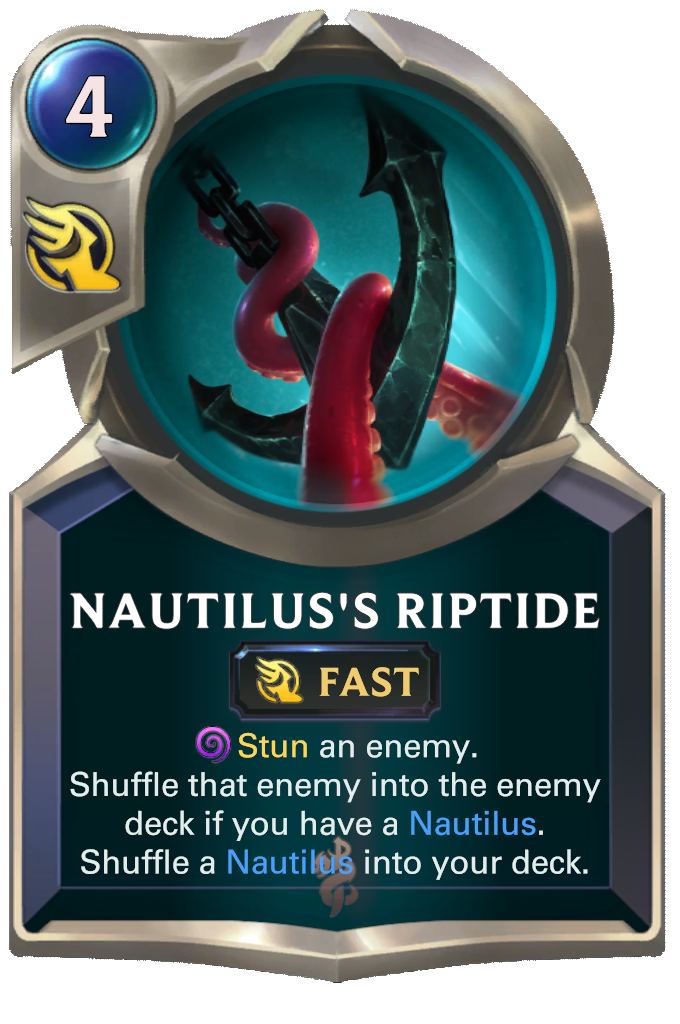 4
NAUTILUS'S RIPTIDE
FAST
Stun an enemy.
Shuffle that enemy into the enemy
deck if you have a Nautilus.
Shuffle a Nautilus into your deck.